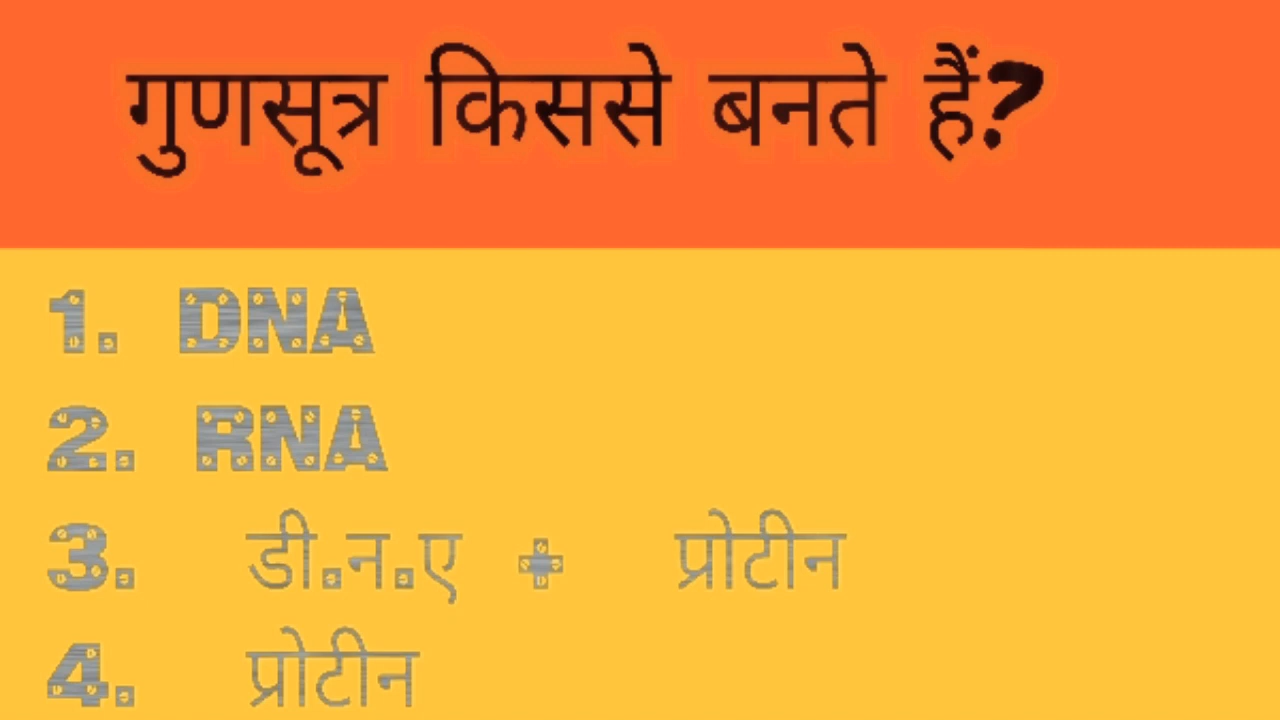 गुणसूत्र किससे बनते हैं?
1. DNA
2. RNA
3. डी.न.ए + प्रोटीन
4. प्रोटीन